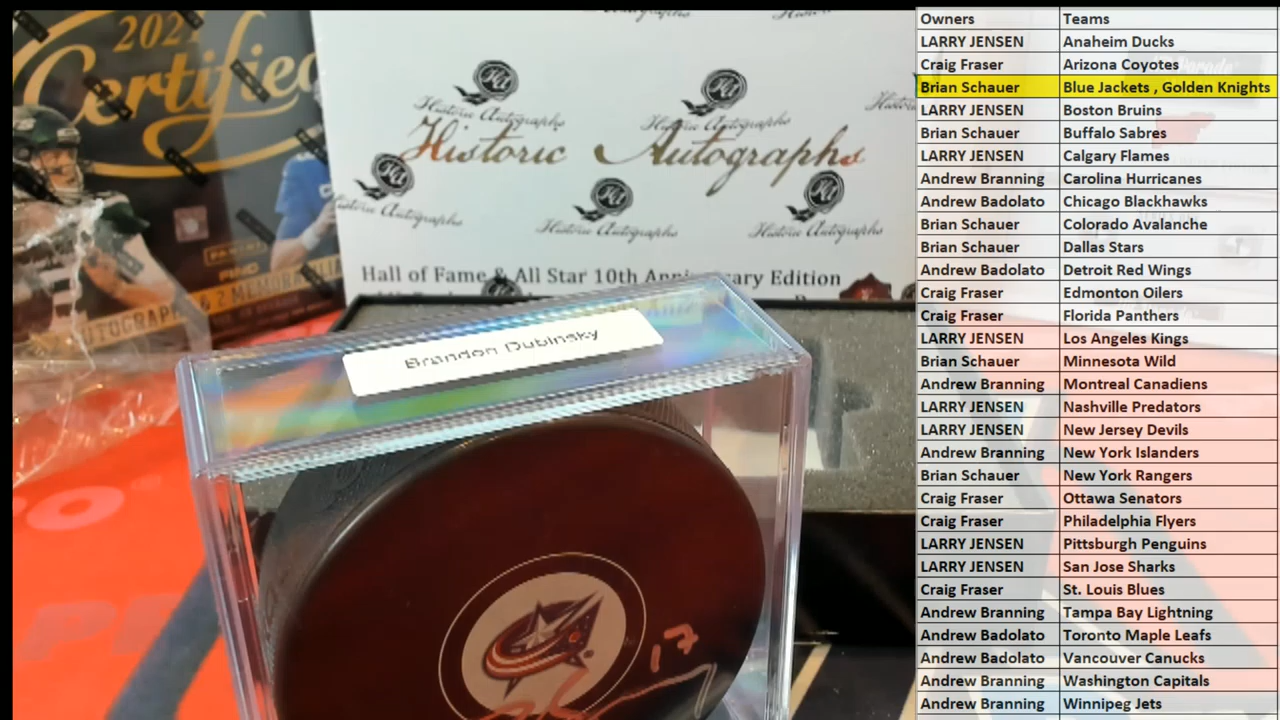 2021
Certified
PANINI
AUTOGRAPHS & 2 MEMORABILIA
Historic Autographs
Historic Autographs
Historic Autographs
Historic Autographs
Historic Autographs
Historic Autographs
Hall of Fame & All Star 10th Anniversary Edition
Brandon Dubinsky
17
Owners Teams
LARRY JENSEN Anaheim Ducks
Craig Fraser Arizona Coyotes
Brian Schauer Blue Jackets , Golden Knights
LARRY JENSEN Boston Bruins
Brian Schauer Buffalo Sabres
LARRY JENSEN Calgary Flames
Andrew Branning Carolina Hurricanes
Andrew Badolato Chicago Blackhawks
Brian Schauer Colorado Avalanche
Brian Schauer Dallas Stars
Andrew Badolato Detroit Red Wings
Craig Fraser Edmonton Oilers
Craig Fraser Florida Panthers
LARRY JENSEN Los Angeles Kings
Brian Schauer Minnesota Wild
Andrew Branning Montreal Canadiens
LARRY JENSEN Nashville Predators
LARRY JENSEN New Jersey Devils
Andrew Branning New York Islanders
Brian Schauer New York Rangers
Craig Fraser Ottawa Senators
Craig Fraser Philadelphia Flyers
LARRY JENSEN Pittsburgh Penguins
LARRY JENSEN San Jose Sharks
Craig Fraser St. Louis Blues
Andrew Branning Tampa Bay Lightning
Andrew Badolato Toronto Maple Leafs
Andrew Badolato Vancouver Canucks
Andrew Branning Washington Capitals
Andrew Branning Winnipeg Jets